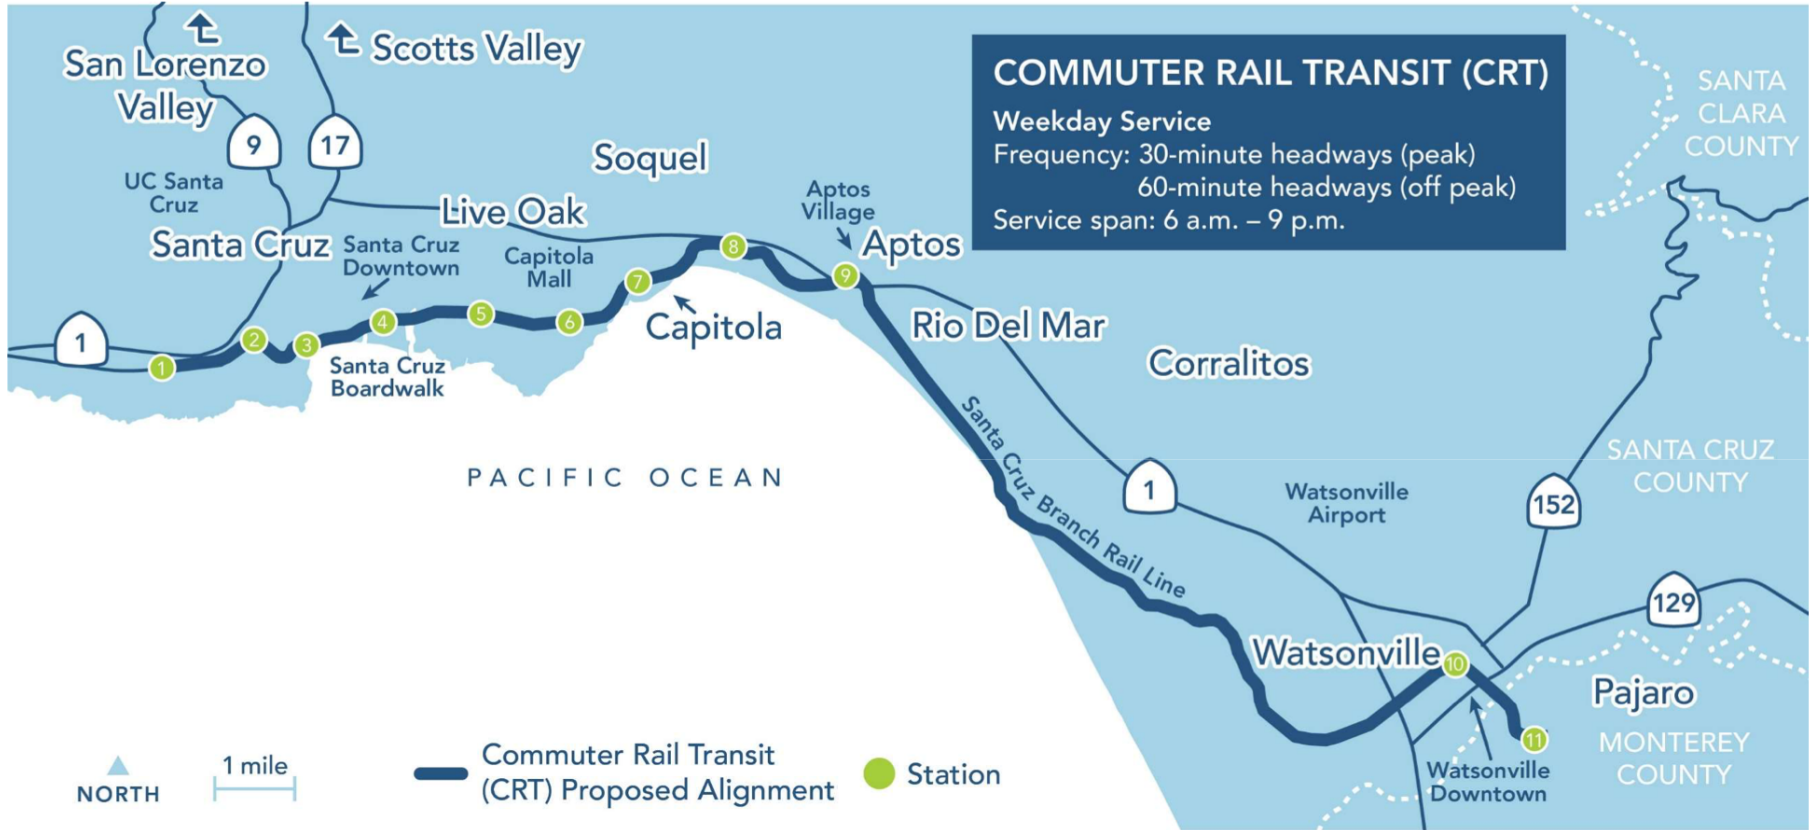 San Lorenzo
Valley
Scotts Valley
9
17
UC Santa
Cruz
Santa Cruz
Santa Cruz
Downtown
Live Oak
Soquel
Capitola
Mall
Aptos
Village
Aptos
COMMUTER RAIL TRANSIT (CRT)
Weekday Service
Frequency: 30-minute headways (peak)
60-minute headways (off peak)
Service span: 6 a.m. – 9 p.m.
SANTA
CLARA
COUNTY
1
1
2
3
4
5
6
7
8
9
Santa Cruz
Boardwalk
Capitola
Rio Del Mar
Corralitos
PACIFIC OCEAN
Santa Cruz Branch Rail Line
1
Watsonville
Airport
152
SANTA CRUZ
COUNTY
129
Watsonville
10
11
Pajaro
MONTEREY
COUNTY
Watsonville
Downtown
NORTH
1 mile
Commuter Rail Transit
(CRT) Proposed Alignment
Station